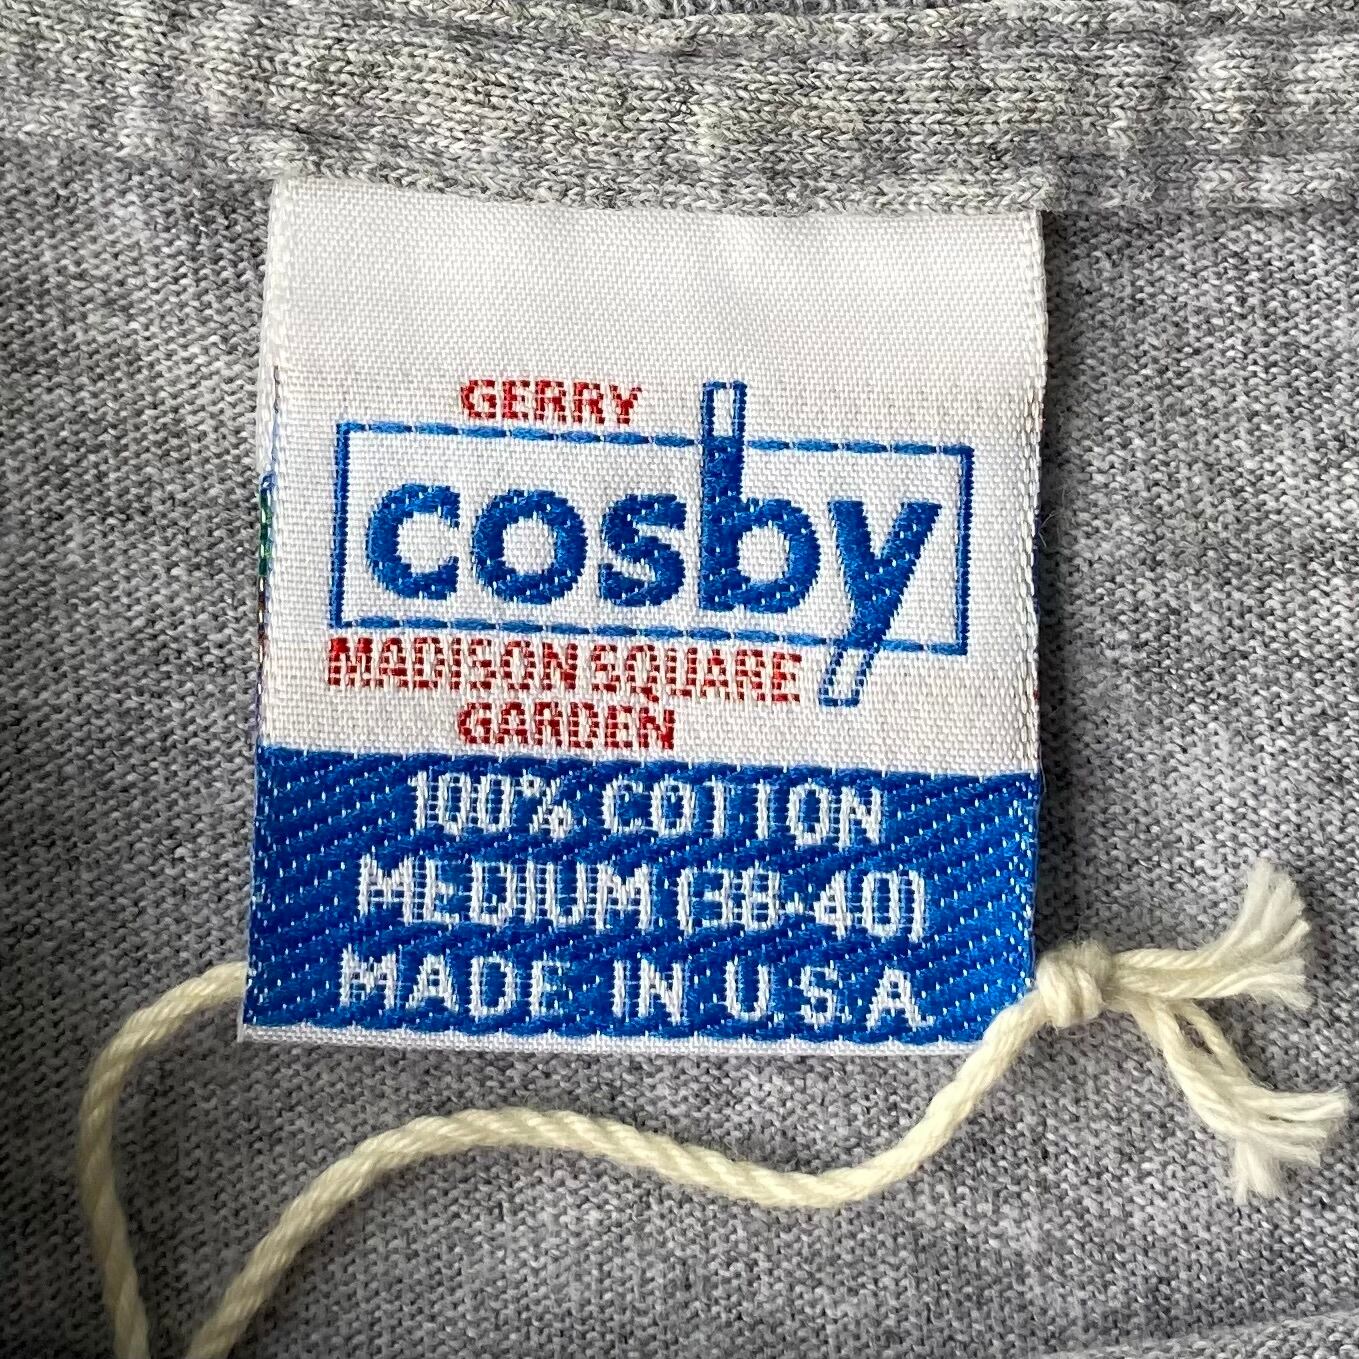 GERRY
cosby
MADISON SQUARE
GARDEN
100% COTTON
MEDIUM (38-40)
MADE IN U S A